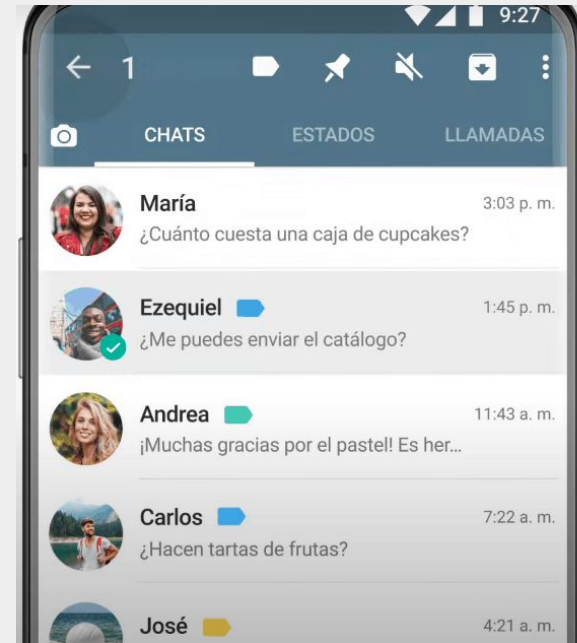 9:27
1
CHATS ESTADOS LLAMADAS
María 3:03 p. m.
¿Cuánto cuesta una caja de cupcakes?
Ezequiel 1:45 p. m.
¿Me puedes enviar el catálogo?
Andrea 11:43 a. m.
¡Muchas gracias por el pastel! Es her...
Carlos 7:22 a. m.
¿Hacen tartas de frutas?
José 4:21 a. m.